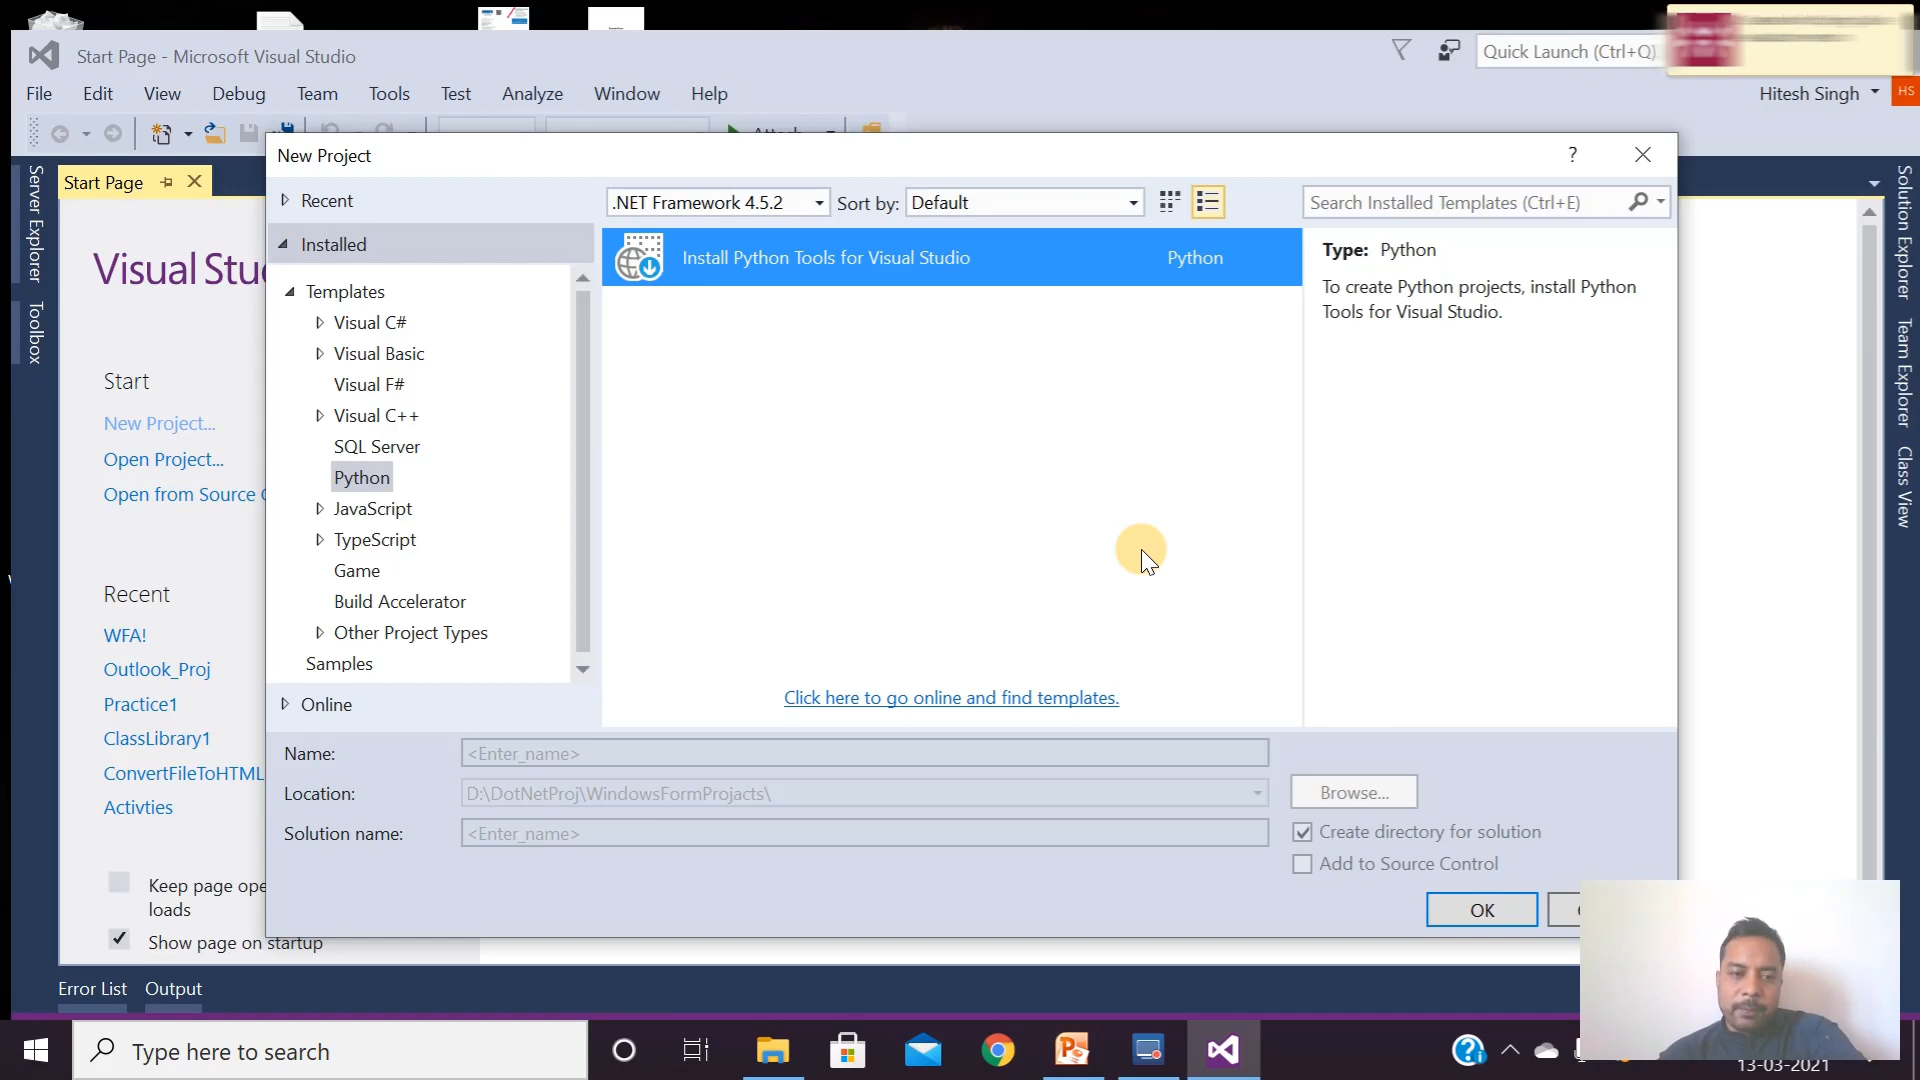 Start Page - Microsoft Visual Studio
Quick Launch (Ctrl+Q)
File Edit View Debug Team Tools Test Analyze Window Help
Hitesh Singh
HS
Server Explorer
Toolbox
Start Page
Visual Stu
Start
New Project...
Open Project...
Open from Source
Recent
WFA!
Outlook_Proj
Practice1
ClassLibrary1
ConvertFileToHTML
Activties
Keep page ope
loads
Show page on startup
New Project
?
Recent
Installed
Templates
Visual C#
Visual Basic
Visual F#
Visual C++
SQL Server
Python
JavaScript
TypeScript
Game
Build Accelerator
Other Project Types
Samples
Online
.NET Framework 4.5.2
Sort by: Default
Search Installed Templates (Ctrl+E)
Install Python Tools for Visual Studio Python
Click here to go online and find templates.
Type: Python
To create Python projects, install Python
Tools for Visual Studio.
Name: <Enter_name>
Location: D:\DotNetProj\WindowsFormProjacts\
Browse...
Solution name: <Enter_name>
Create directory for solution
Add to Source Control
OK
Solution Explorer
Team Explorer
Class View
Error List Output
Type here to search
13-03-2021